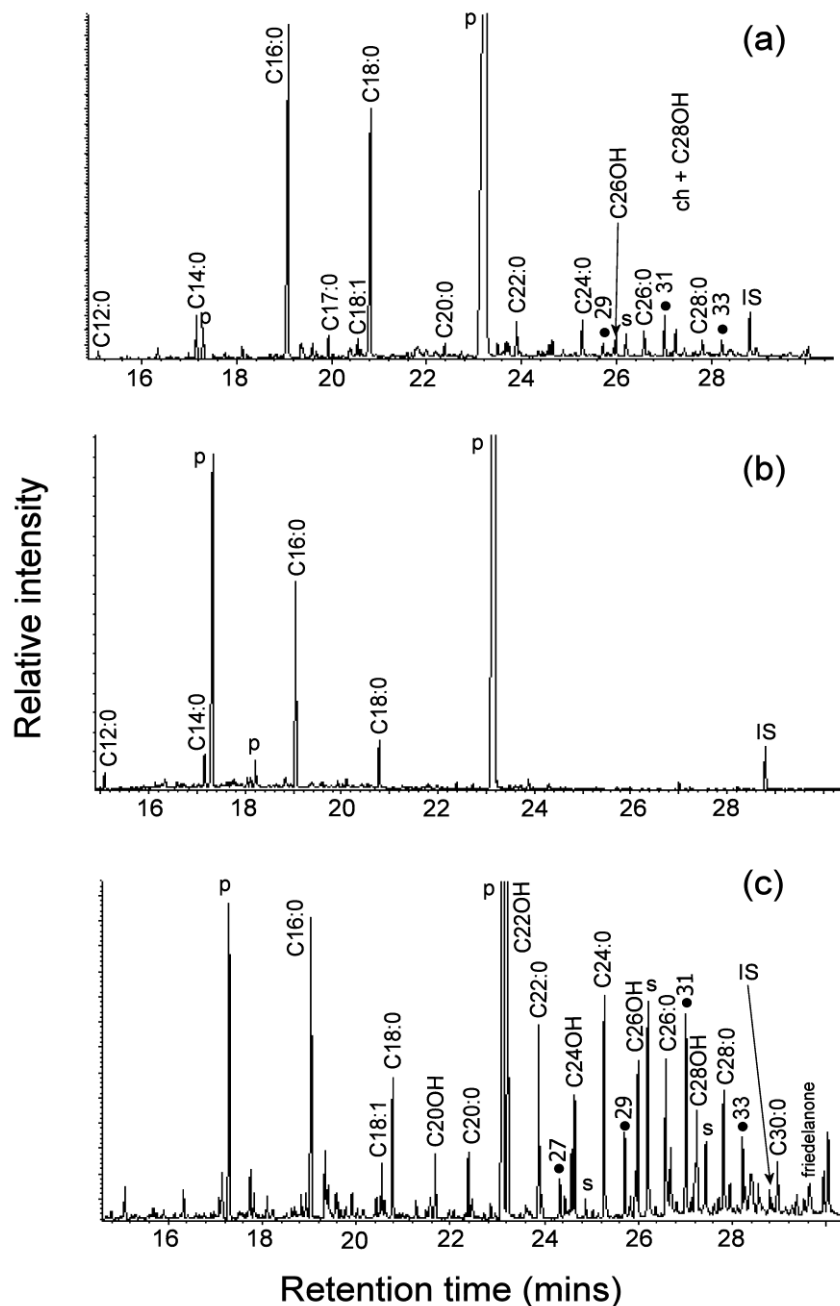 (a)
p
C16:0
C18:0
C26OH
ch + C28OH
C12:0
C14:0
p
C17:0
C18:1
C20:0
C22:0
C24:0
●29
s
C26:0
●31
C28:0
●33
IS
16 18 20 22 24 26 28
(b)
p
p
C16:0
C12:0
C14:0
p
C18:0
IS
16 18 20 22 24 26 28
Relative intensity
(c)
p
C16:0
C18:1
C18:0
C20OH
C20:0
p
C22OH
C22:0
●27
C24OH
s
C24:0
●29
C26OH
s
C26:0
●31
C28OH
s
C28:0
●33
IS
C30:0
friedelanone
16 18 20 22 24 26 28
Retention time (mins)